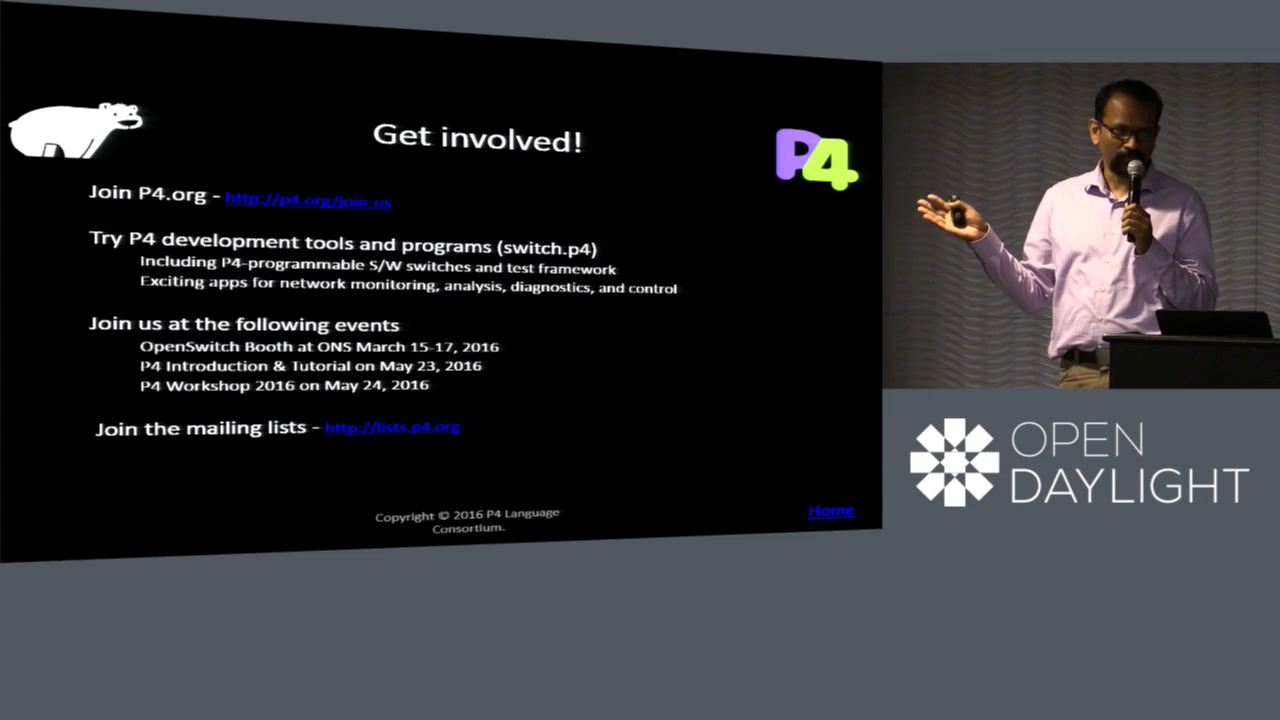 Get involved!
P4
Join P4.org - http://p4.org/join-us
Try P4 development tools and programs (switch.p4)
Including P4-programmable S/W switches and test framework
Exciting apps for network monitoring, analysis, diagnostics, and control
Join us at the following events
OpenSwitch Booth at ONS March 15-17, 2016
P4 Introduction & Tutorial on May 23, 2016
P4 Workshop 2016 on May 24, 2016
Join the mailing lists - http://lists.p4.org
Copyright © 2016 P4 Language
Consortium.
Home
OPEN
DAYLIGHT